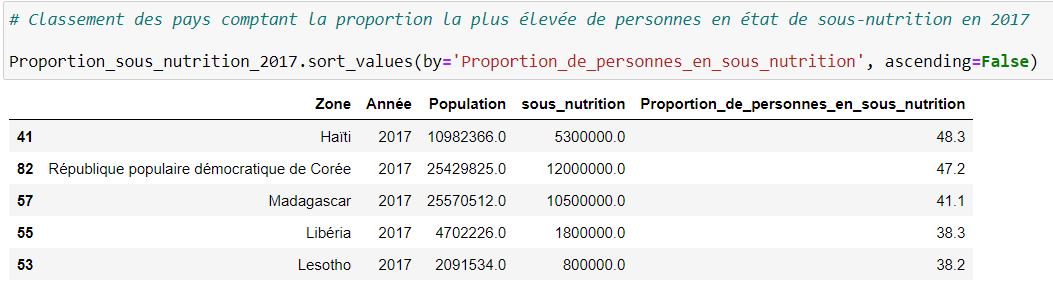 # Classement des pays comptant la proportion la plus élevée de personnes en état de sous-nutrition en 2017
Proportion_sous_nutrition_2017.sort_values(by='Proportion_de_personnes_en_sous_nutrition', ascending=False)
Zone Année Population sous_nutrition Proportion_de_personnes_en_sous_nutrition
41 Haïti 2017 10982366.0 5300000.0 48.3
82 République populaire démocratique de Corée 2017 25429825.0 12000000.0 47.2
57 Madagascar 2017 25570512.0 10500000.0 41.1
55 Libéria 2017 4702226.0 1800000.0 38.3
53 Lesotho 2017 2091534.0 800000.0 38.2